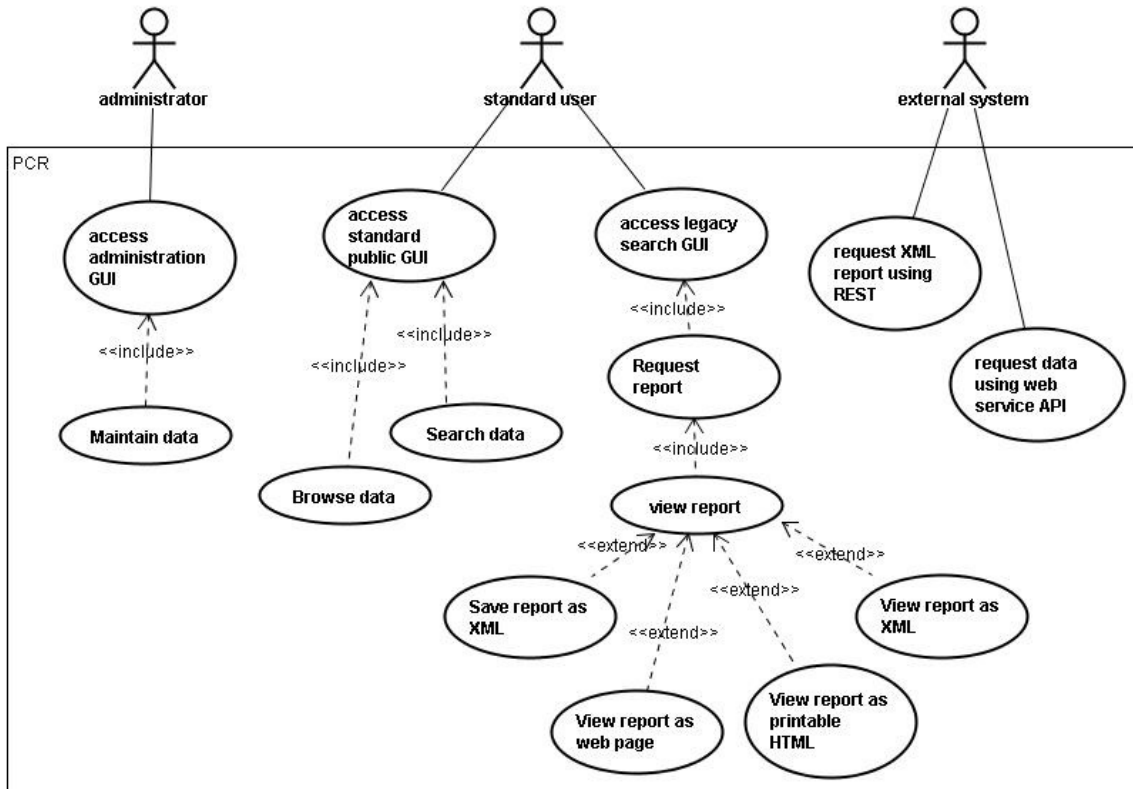 administrator
standard user
external system
PCR
access
administration
GUI
access
standard
public GUI
access legacy
search GUI
request XML
report using
REST
<<include>>
<<include>>
<<include>>
<<include>>
Request
report
request data
using web
service API
Maintain data
Search data
<<include>>
Browse data
view report
<<extend>>
<<extend>>
<<extend>>
<<extend>>
Save report as
XML
View report as
XML
View report as
web page
View report as
printable
HTML